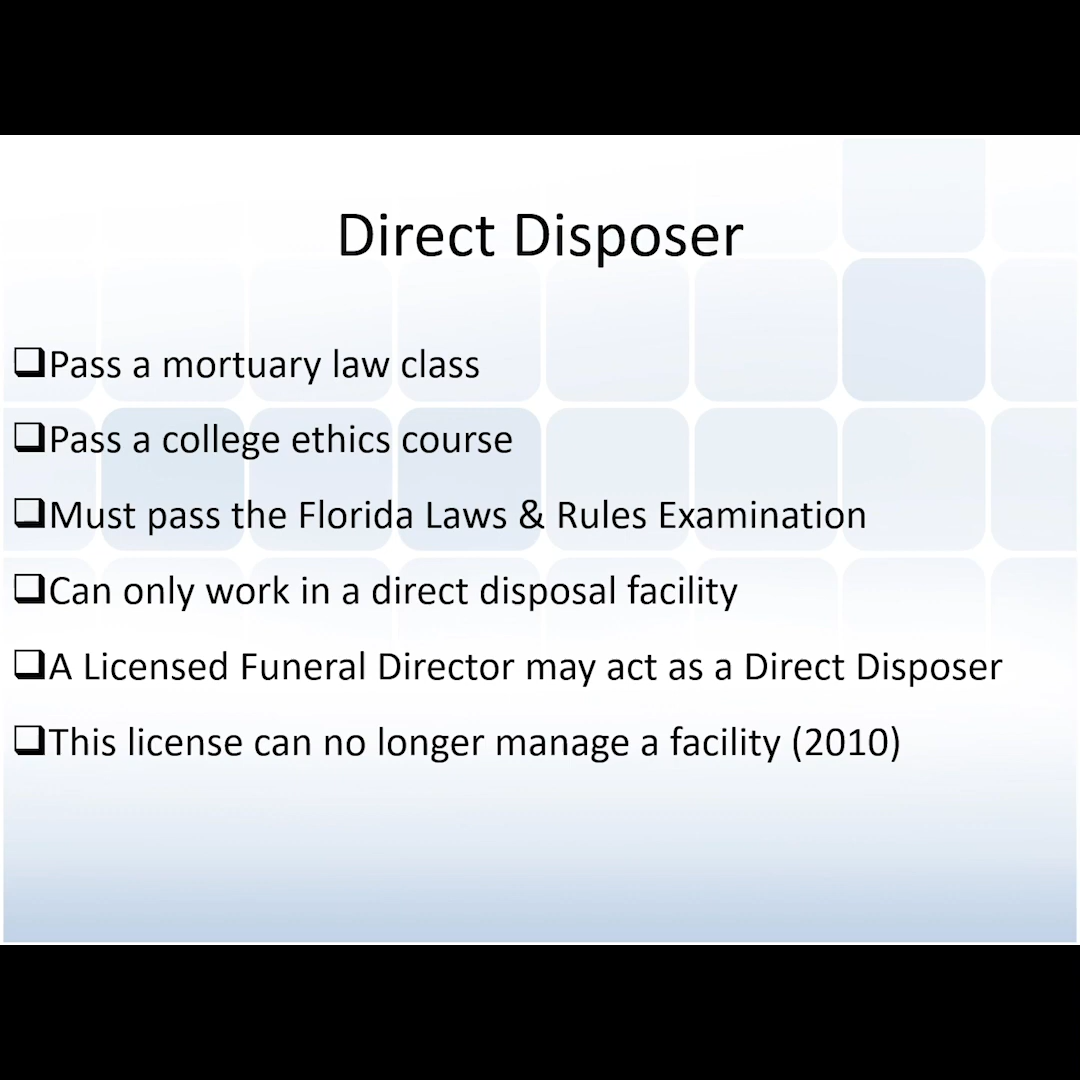 Direct Disposer
❑Pass a mortuary law class
❑Pass a college ethics course
❑Must pass the Florida Laws & Rules Examination
❑Can only work in a direct disposal facility
❑A Licensed Funeral Director may act as a Direct Disposer
❑This license can no longer manage a facility (2010)